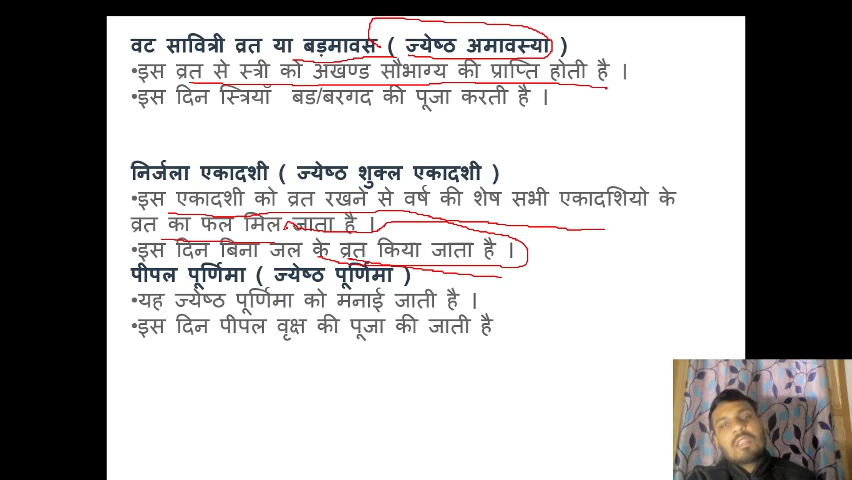 वट सावित्री व्रत या बड़मावस ( ज्येष्ठ अमावस्या )
•इस व्रत से स्त्री को अखण्ड सौभाग्य की प्राप्ति होती है ।
•इस दिन स्त्रियाँ बड/बरगद की पूजा करती है ।
निर्जला एकादशी ( ज्येष्ठ शुक्ल एकादशी )
•इस एकादशी को व्रत रखने से वर्ष की शेष सभी एकादशियो के
व्रत का फल मिल जाता है ।
•इस दिन बिना जल के व्रत किया जाता है ।
पीपल पूर्णिमा ( ज्येष्ठ पूर्णिमा )
•यह ज्येष्ठ पूर्णिमा को मनाई जाती है ।
•इस दिन पीपल वृक्ष की पूजा की जाती है